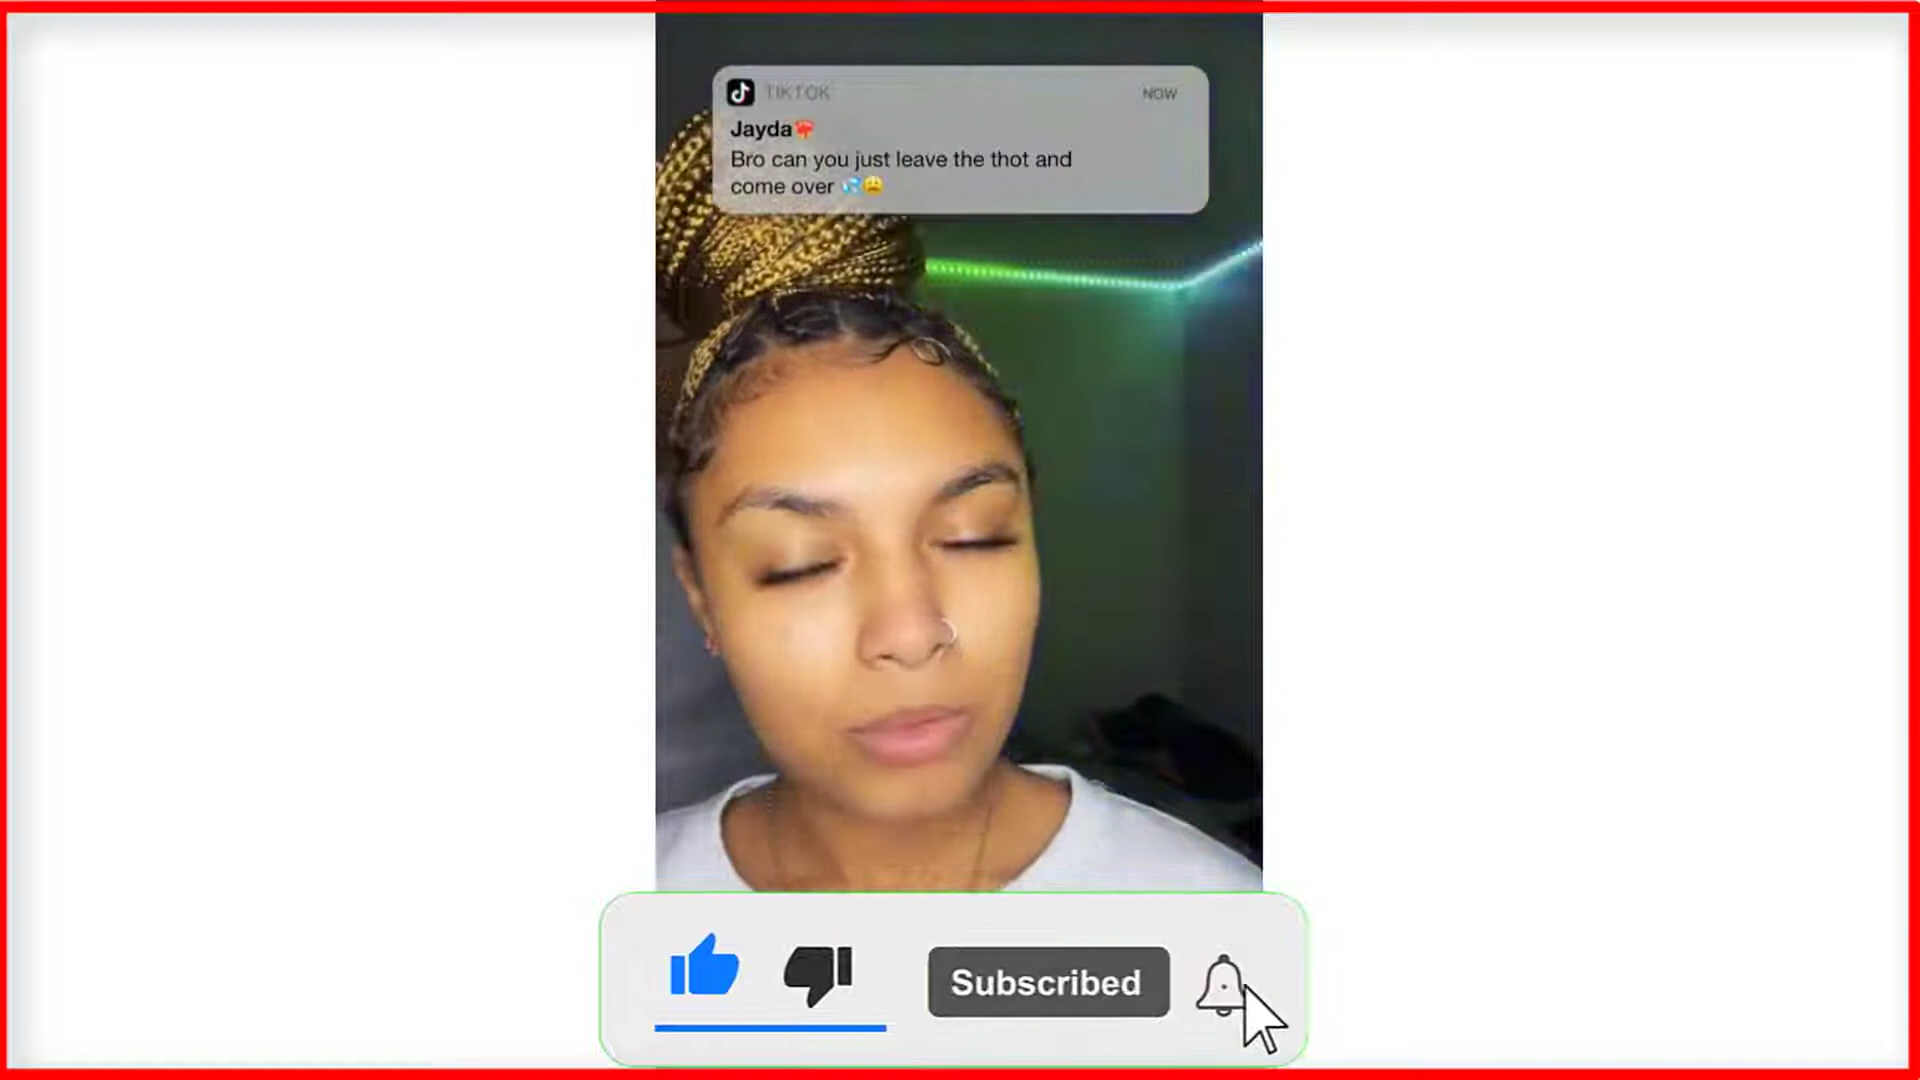 TIKTOK NOW
Jayda
Bro can you just leave the thot and
come over 💦😩
Subscribed